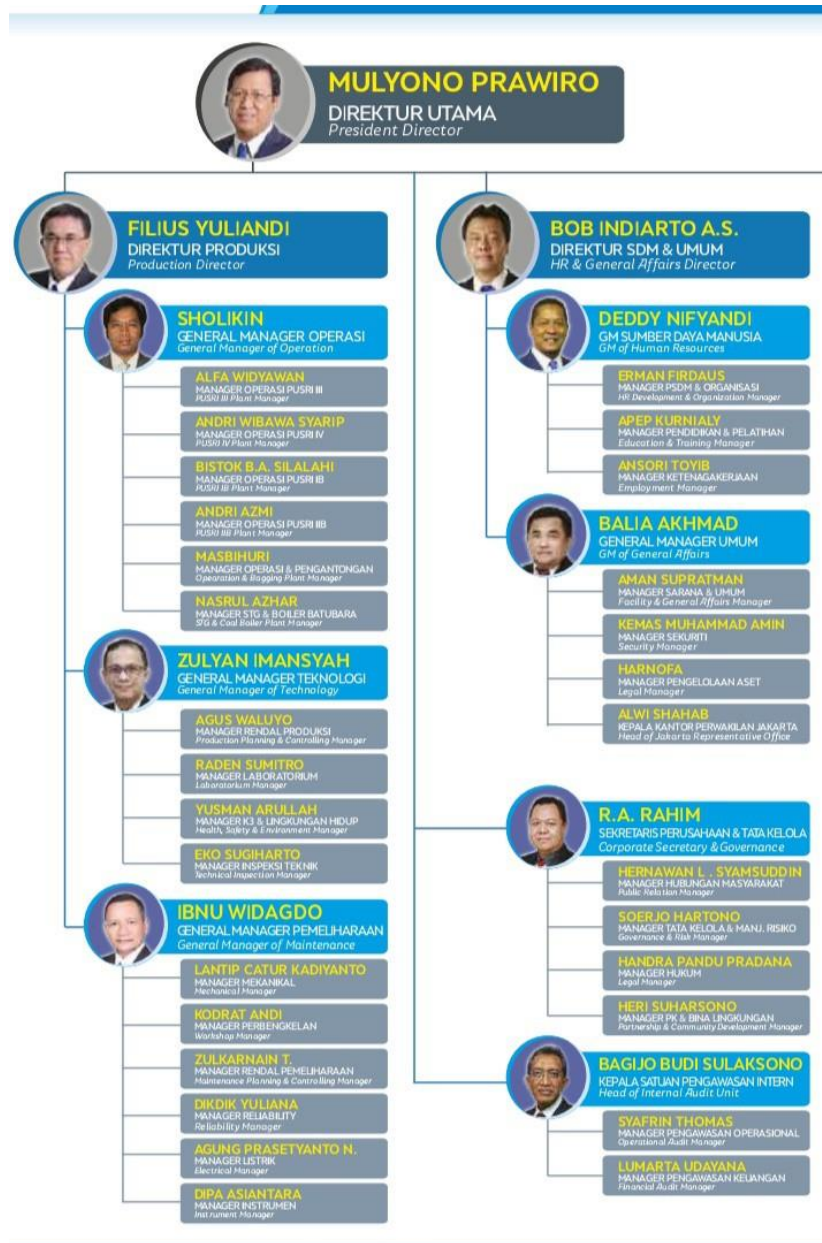 MULYONO PRAWIRO
DIREKTUR UTAMA
President Director
FILIUS YULIANDI
DIREKTUR PRODUKSI
Production Director
SHOLIKIN
GENERAL MANAGER OPERASI
General Manager of Operation
ALFA WIDYAWAN
MANAGER OPERASI PUSRI III
PUSRI III Plant Manager
ANDRI WIBAWA SYARIP
MANAGER OPERASI PUSRI IV
PUSRI IV Plant Manager
BISTOK B.A. SILALAHI
MANAGER OPERASI PUSRI IB
PUSRI IB Plant Manager
ANDRI AZMI
MANAGER OPERASI PUSRI IIB
PUSRI IIB Plant Manager
MASBIHURI
MANAGER OPERASI & PENGANTONGAN
Opearation & Bagging Plant Manager
NASRUL AZHAR
MANAGER STG & BOILER BATUBARA
STG & Coal Boiler Plant Manager
ZULYAN IMANSYAH
GENERAL MANAGER TEKNOLOGI
General Manager of Technology
AGUS WALUYO
MANAGER RENDAL PRODUKSI
Production Planning & Controlling Manager
RADEN SUMITRO
MANAGER LABORATORIUM
Laboratorium Manager
YUSMAN ARULLAH
MANAGER K3 & LINGKUNGAN HIDUP
Health, Safety & Environment Manager
EKO SUGIHARTO
MANAGER INSPEKSI TEKNIK
Technical Inspection Manager
IBNU WIDAGDO
GENERAL MANAGER PEMELIHARAAN
General Manager of Maintenance
LANTIP CATUR KADIYANTO
MANAGER MEKANIKAL
Mechanical Manager
KODRAT ANDI
MANAGER PERBENGKELAN
Workshop Manager
ZULKARNAIN T.
MANAGER RENDAL PEMELIHARAAN
Maintenance Planning & Controlling Manager
DIKDIK YULIANA
MANAGER RELIABILITY
Reliability Manager
AGUNG PRASETYANTO N.
MANAGER LISTRIK
Electrical Manager
DIPA ASIANTARA
MANAGER INSTRUMEN
Instrument Manager
BOB INDIARTO A.S.
DIREKTUR SDM & UMUM
HR & General Affairs Director
DEDDY NIFYANDI
GM SUMBER DAYA MANUSIA
GM of Human Resources
ERMAN FIRDAUS
MANAGER PSDM & ORGANISASI
HR Development & Organization Manager
APEP KURNIALY
MANAGER PENDIDIKAN & PELATIHAN
Education & Training Manager
ANSORI TOYIB
MANAGER KETENAGAKERJAAN
Employment Manager
BALIA AKHMAD
GENERAL MANAGER UMUM
GM of General Affairs
AMAN SUPRATMAN
MANAGER SARANA & UMUM
Facility & General Affairs Manager
KEMAS MUHAMMAD AMIN
MANAGER SEKURITI
Security Manager
HARNOFA
MANAGER PENGELOLAAN ASET
Legal Manager
ALWI SHAHAB
KEPALA KANTOR PERWAKILAN JAKARTA
Head of Jakarta Representative Office
R.A. RAHIM
SEKRETARIS PERUSAHAAN & TATA KELOLA
Corporate Secretary & Governance
HERNAWAN L . SYAMSUDDIN
MANAGER HUBUNGAN MASYARAKAT
Public Relation Manager
SOERJO HARTONO
MANAGER TATA KELOLA & MANJ. RISIKO
Governance & Risk Manager
HANDRA PANDU PRADANA
MANAGER HUKUM
Legal Manager
HERI SUHARSONO
MANAGER PK & BINA LINGKUNGAN
Partnership & Community Development Manager
BAGIJO BUDI SULAKSONO
KEPALA SATUAN PENGAWASAN INTERN
Head of Internal Audit Unit
SYAFRIN THOMAS
MANAGER PENGAWASAN OPERASIONAL
Operational Audit Manager
LUMARTA UDAYANA
MANAGER PENGAWASAN KEUANGAN
Financial Audit Manager